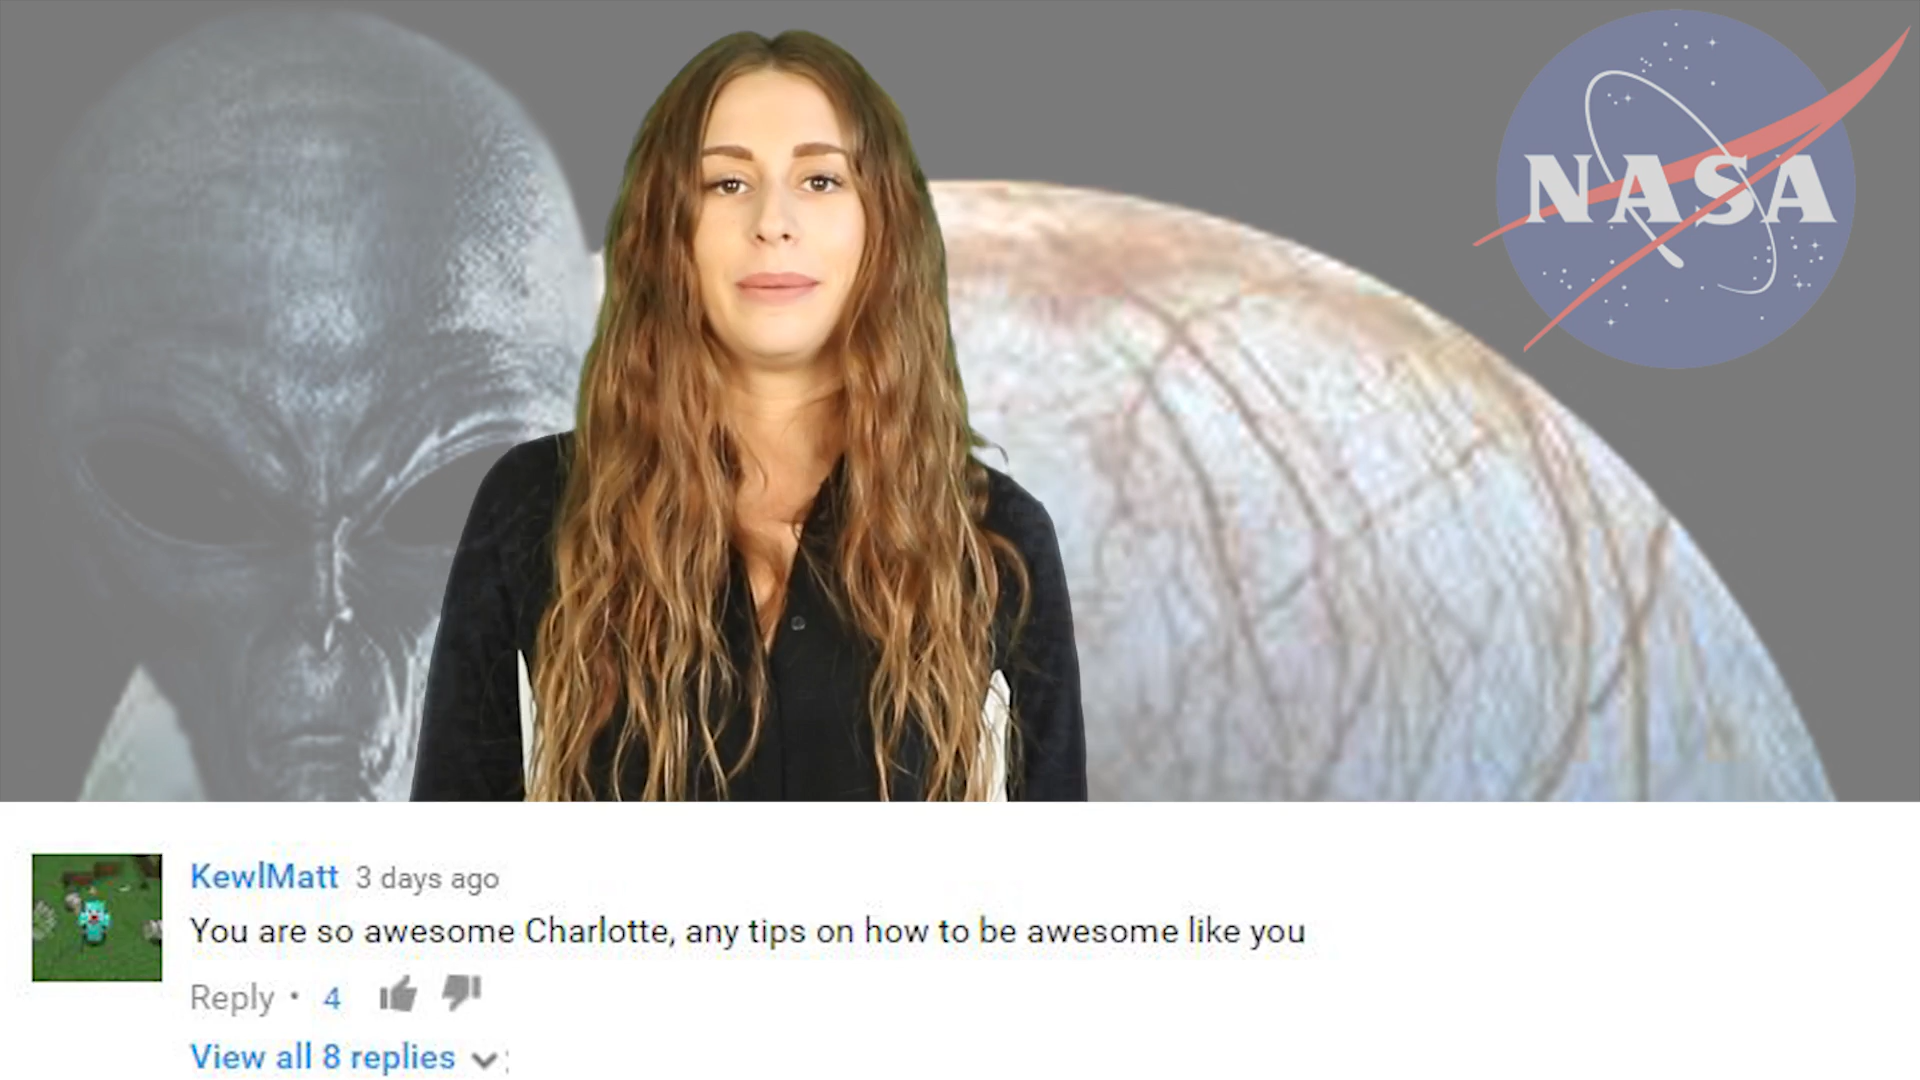 NASA
KewlMatt 3 days ago
You are so awesome Charlotte, any tips on how to be awesome like you
Reply • 4
View all 8 replies